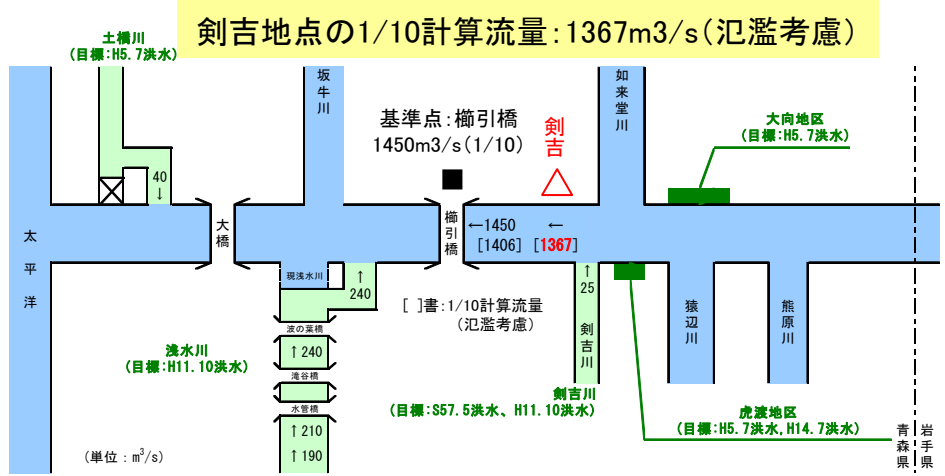 剣吉地点の1/10計算流量：1367m3/s(氾濫考慮)
土橋川
(目標:H5.7洪水)
坂牛川
如来堂川
基準点:櫛引橋
1450m3/s(1/10)
剣吉
大向地区
(目標:H5.7洪水)
40
↓
太平洋
大橋
櫛引橋
←1450 ←
[1406] [1367]
現浅水川
↑
240
↑
25
[ ]書:1/10計算流量
(氾濫考慮)
剣吉川
猿辺川
熊原川
波の葉橋
浅水川
(目標:H11.10洪水)
↑240
滝谷橋
水管橋
剣吉川
(目標:S57.5洪水、H11.10洪水)
虎渡地区
(目標:H5.7洪水,H14.7洪水)
↑210
↑190
(単位：m³/s)
青森県
岩手県